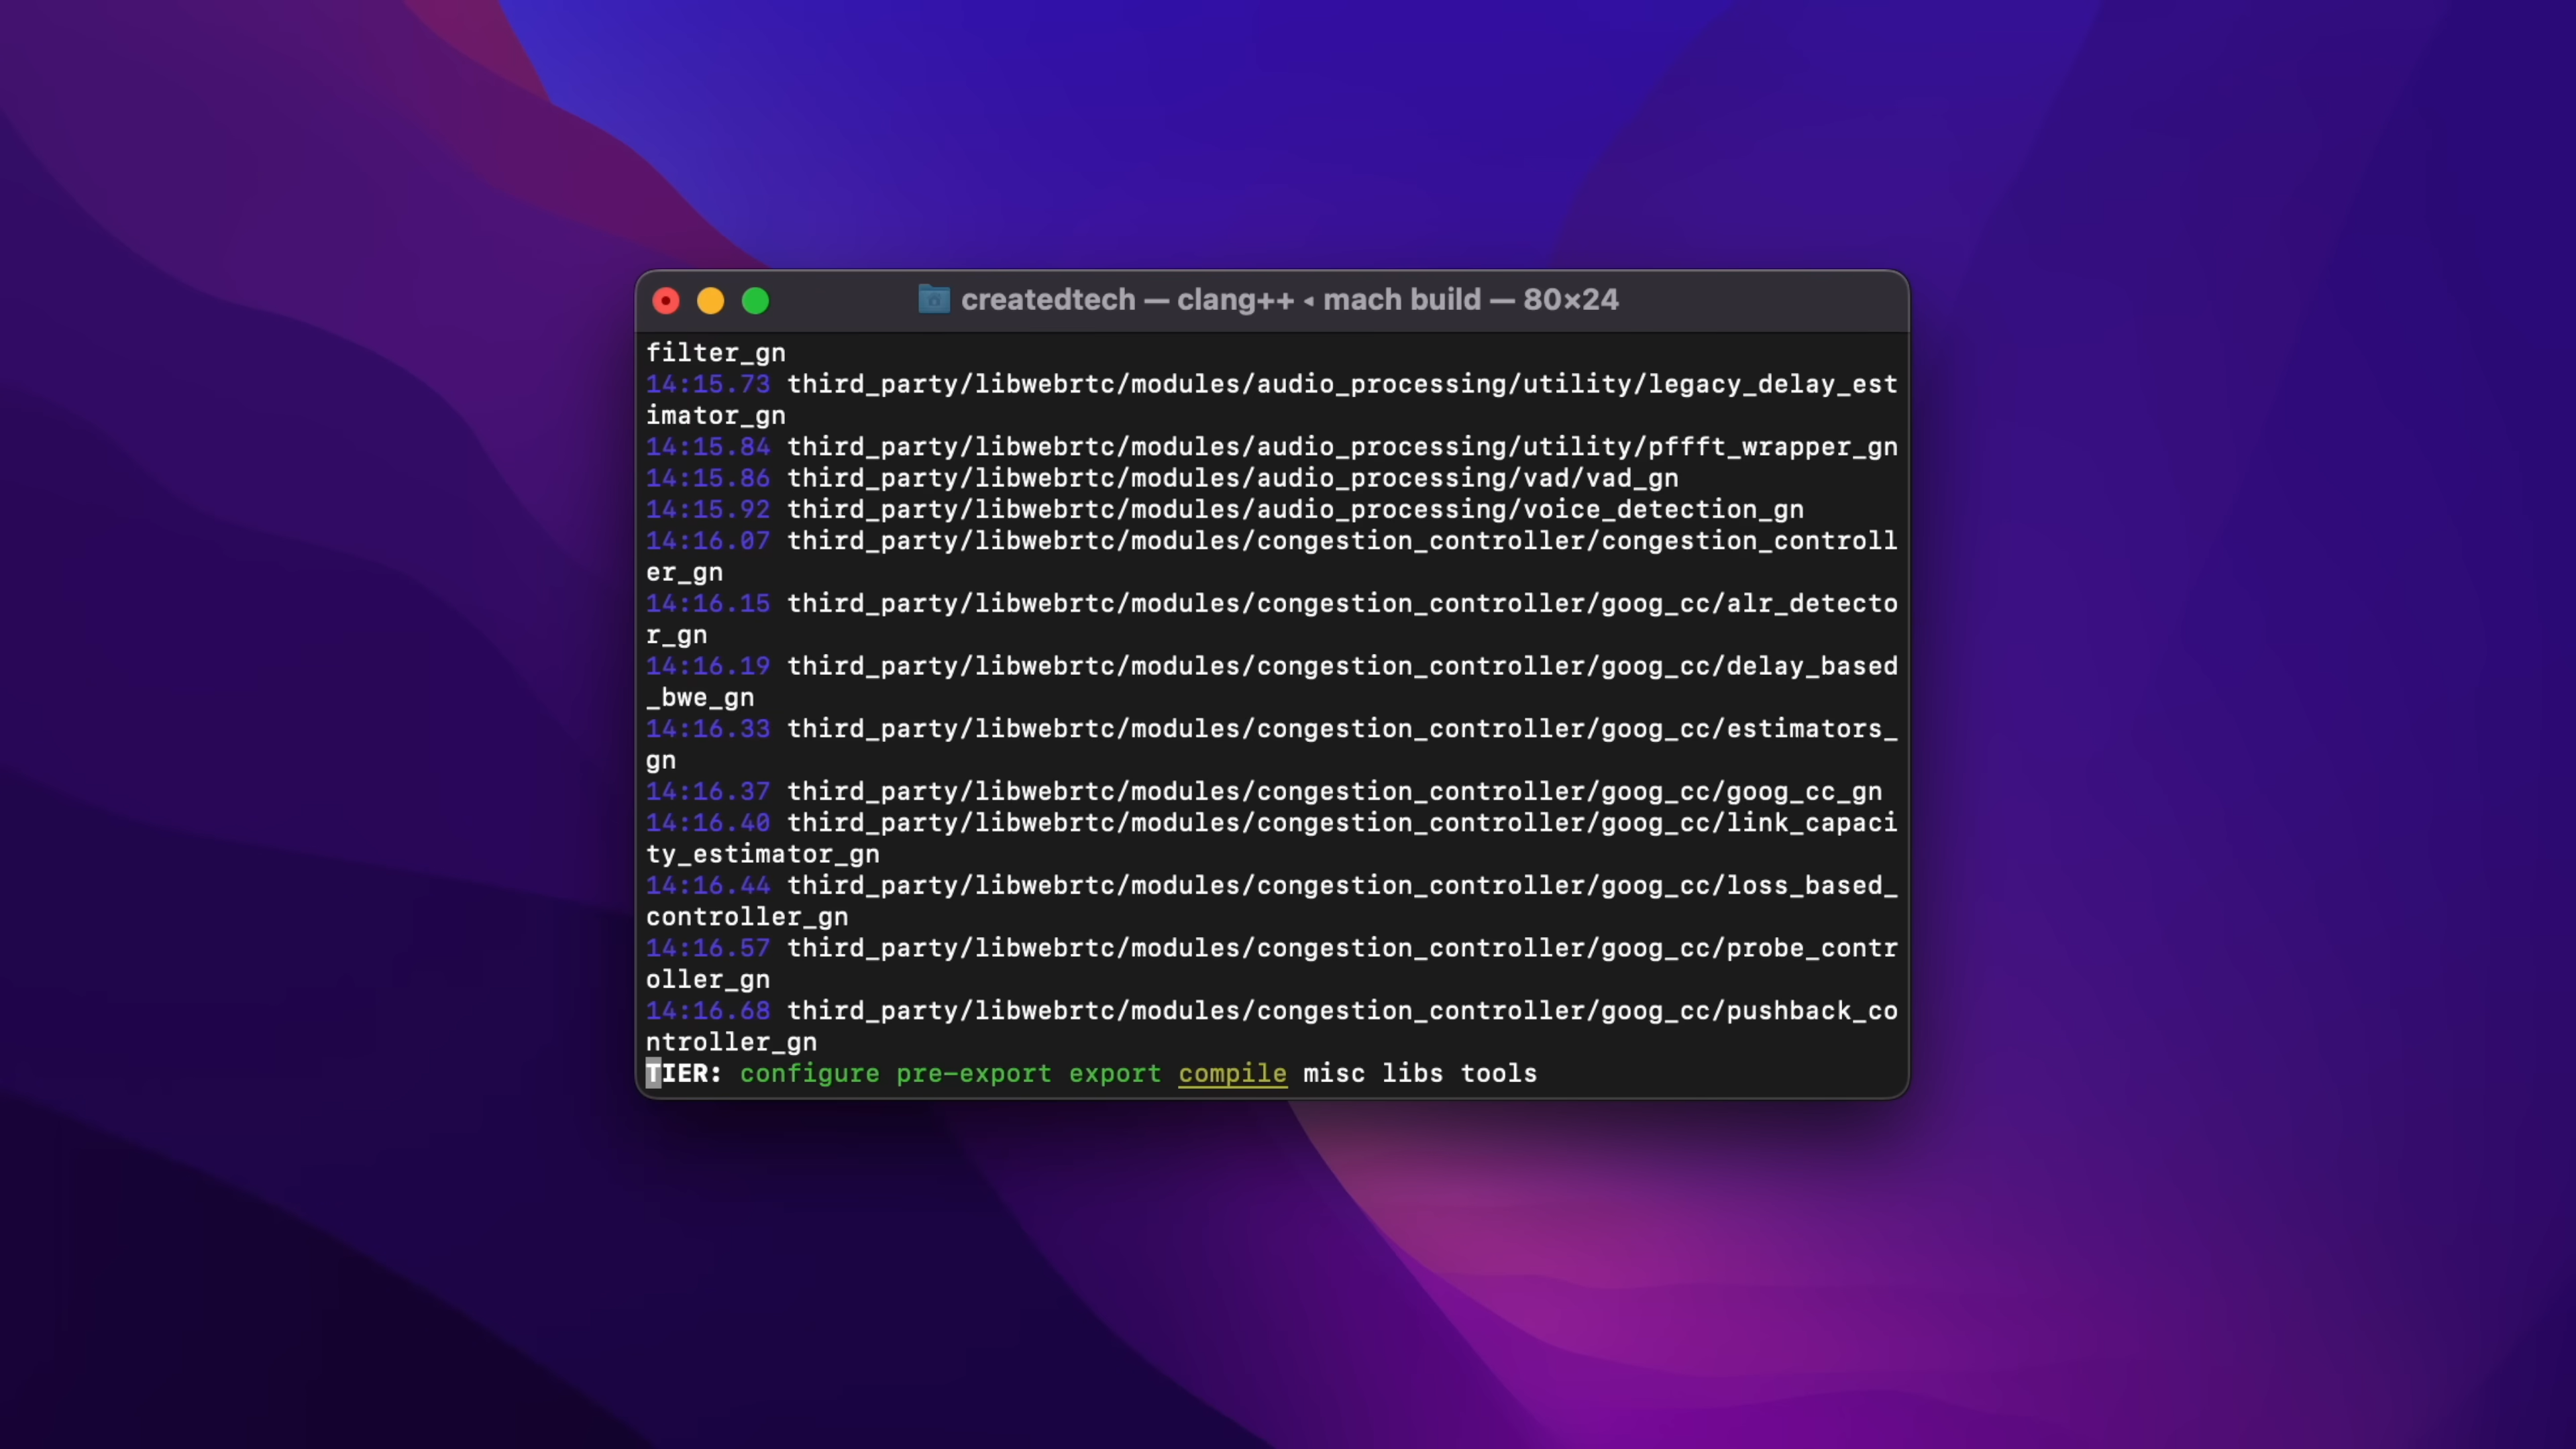 createdtech — clang++ ◂ mach build — 80×24
filter_gn
14:15.73 third_party/libwebrtc/modules/audio_processing/utility/legacy_delay_est
imator_gn
14:15.84 third_party/libwebrtc/modules/audio_processing/utility/pffft_wrapper_gn
14:15.86 third_party/libwebrtc/modules/audio_processing/vad/vad_gn
14:15.92 third_party/libwebrtc/modules/audio_processing/voice_detection_gn
14:16.07 third_party/libwebrtc/modules/congestion_controller/congestion_controll
er_gn
14:16.15 third_party/libwebrtc/modules/congestion_controller/goog_cc/alr_detecto
r_gn
14:16.19 third_party/libwebrtc/modules/congestion_controller/goog_cc/delay_based
_bwe_gn
14:16.33 third_party/libwebrtc/modules/congestion_controller/goog_cc/estimators_
gn
14:16.37 third_party/libwebrtc/modules/congestion_controller/goog_cc/goog_cc_gn
14:16.40 third_party/libwebrtc/modules/congestion_controller/goog_cc/link_capaci
ty_estimator_gn
14:16.44 third_party/libwebrtc/modules/congestion_controller/goog_cc/loss_based_
controller_gn
14:16.57 third_party/libwebrtc/modules/congestion_controller/goog_cc/probe_contr
oller_gn
14:16.68 third_party/libwebrtc/modules/congestion_controller/goog_cc/pushback_co
ntroller_gn
TIER: configure pre-export export compile misc libs tools